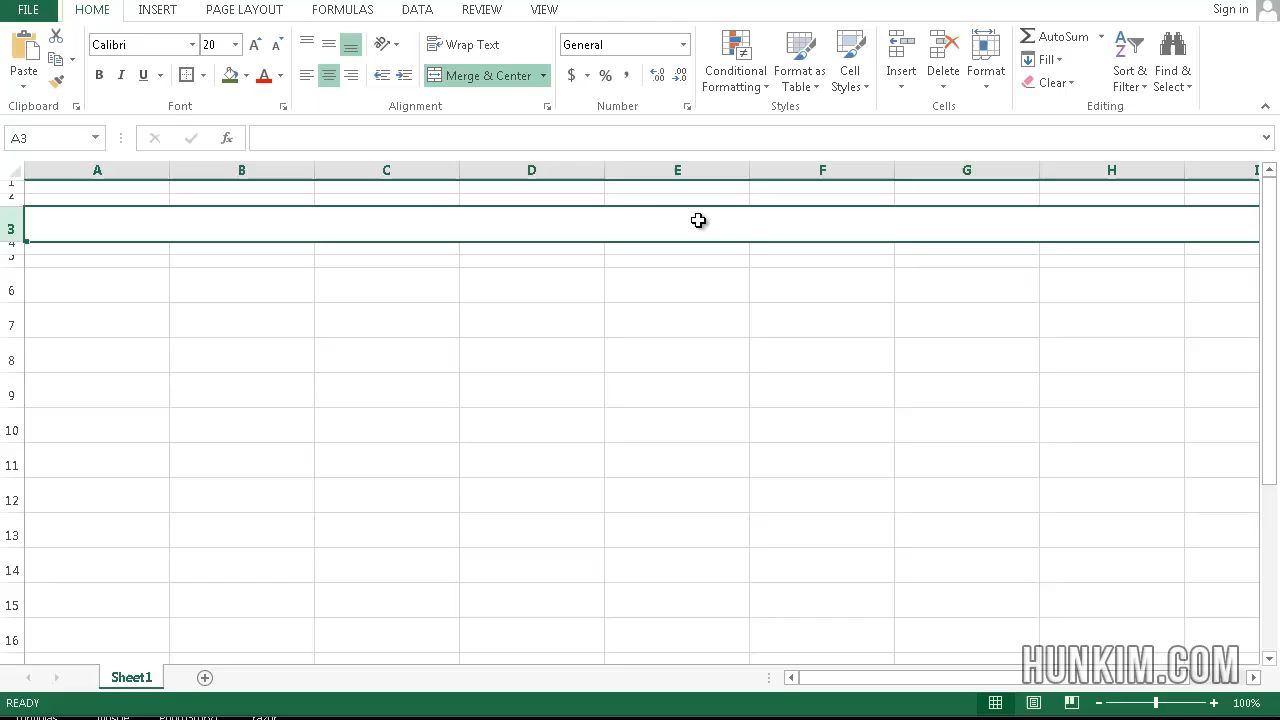 FILE HOME INSERT PAGE LAYOUT FORMULAS DATA REVIEW VIEW Sign in
Calibri 20 A A Wrap Text General AutoSum
Paste Conditional Format as Cell Insert Delete Format Fill Sort & Find &
B I U A Merge & Center $ % , Formatting Table Styles Clear Filter Select
Clipboard Font Alignment Number Styles Cells Editing
A3 fx
A B C D E F G H I
1
2
3
4
5
6
7
8
9
10
11
12
13
14
15
16
HUNKIM.COM
Sheet1
READY 100%